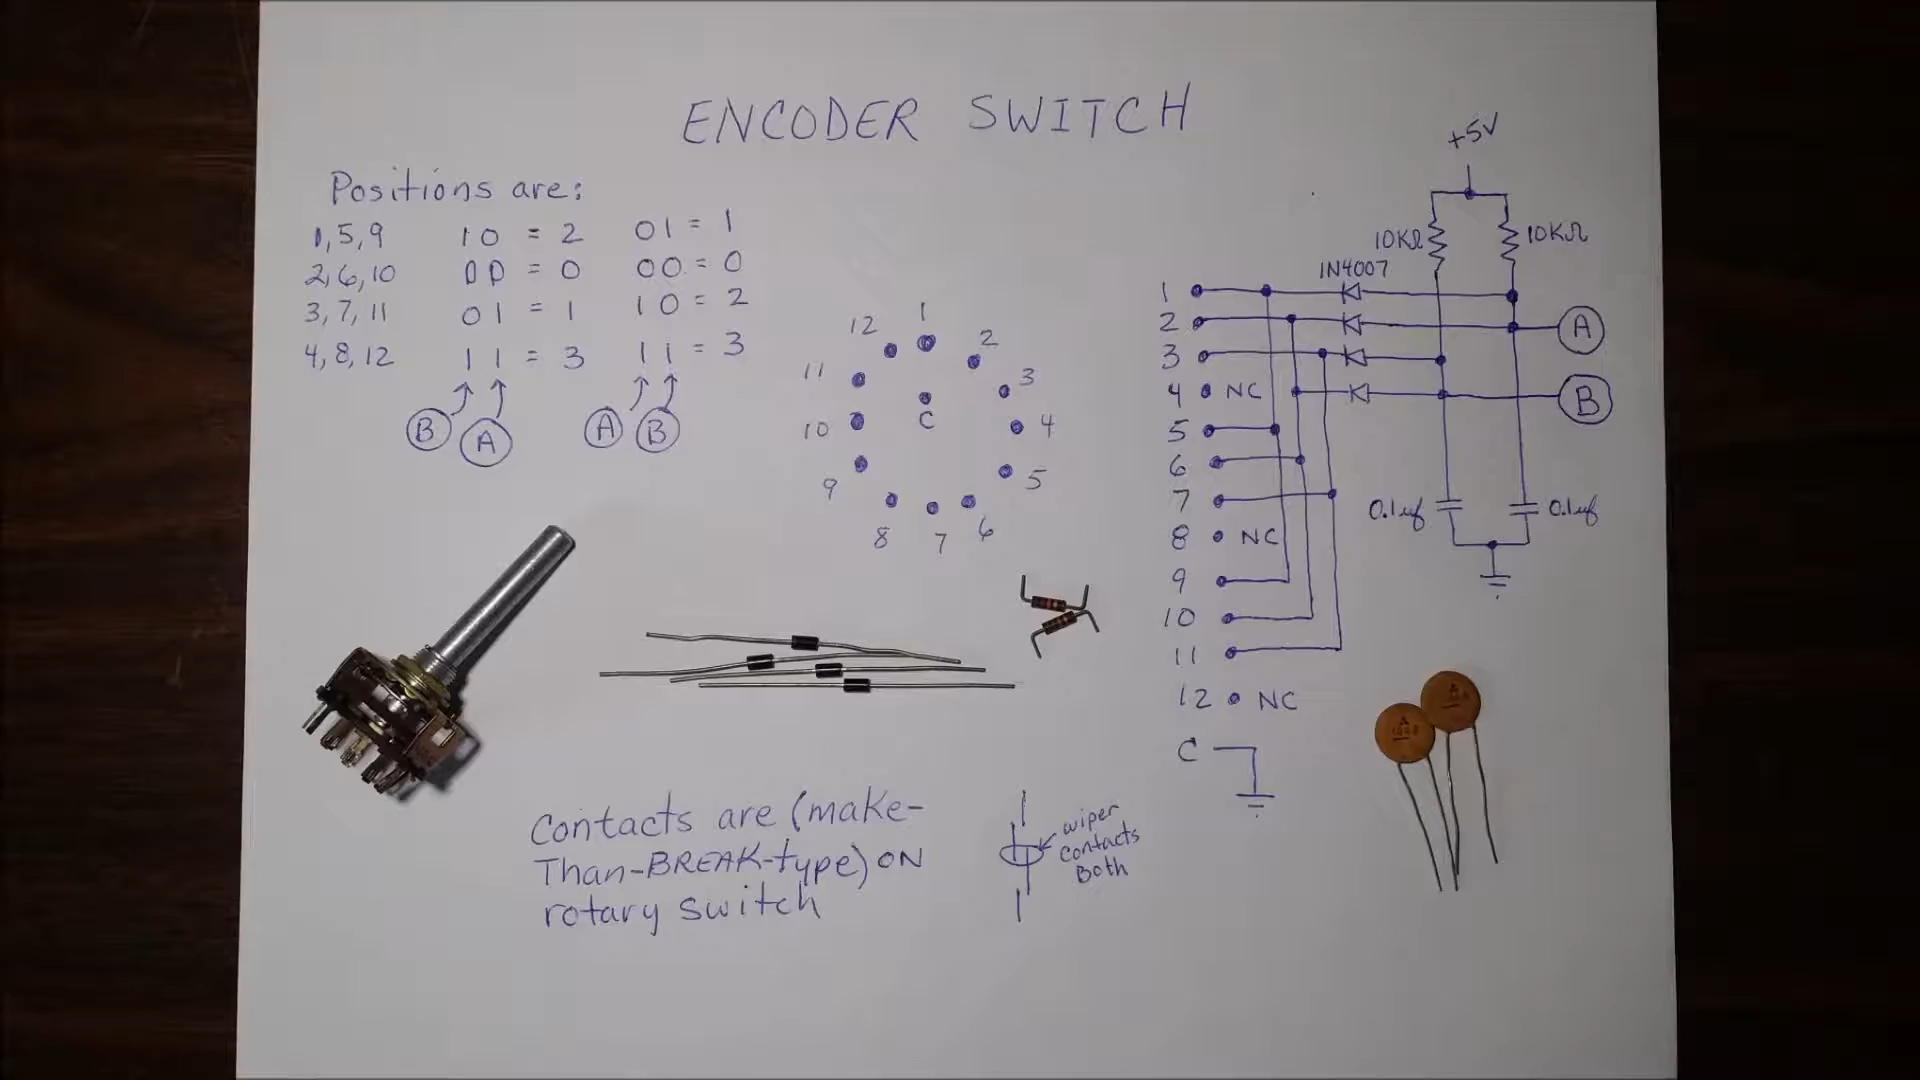 ENCODER SWITCH
Positions are:
1,5,9 10 = 2 01 = 1
2,6,10 00 = 0 00 = 0
3,7,11 01 = 1 10 = 2
4,8,12 11 = 3 11 = 3
B A A B
1
2
3
4
5
6
7
8
9
10
11
12
C
+5V
10KΩ 10KΩ
1N4007
1
2 A
3
4 NC B
5
6
7
0.1uf 0.1uf
8 NC
9
10
11
12 NC
C
Contacts are (make-
Than-BREAK-type) ON
rotary switch
wiper
contacts
Both